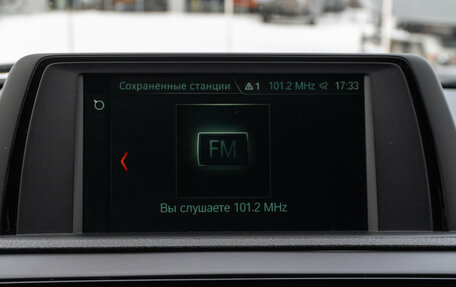 Сохраненные станции 1 101.2 MHz 17:33
FM
Вы слушаете 101.2 MHz